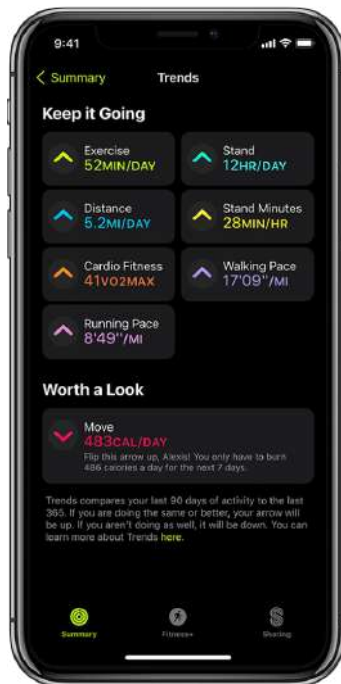 9:41
Summary Trends
Keep it Going
Exercise
52MIN/DAY
Stand
12HR/DAY
Distance
5.2MI/DAY
Stand Minutes
28MIN/HR
Cardio Fitness
41VO2MAX
Walking Pace
17'09"/MI
Running Pace
8'49"/MI
Worth a Look
Move
483CAL/DAY
Flip this arrow up, Alexis! You only have to burn
486 calories a day for the next 7 days.
Trends compares your last 90 days of activity to the last
365. If you are doing the same or better, your arrow will
be up. If you aren't doing as well, it will be down. You can
learn more about Trends here.
Summary Fitness+ Sharing